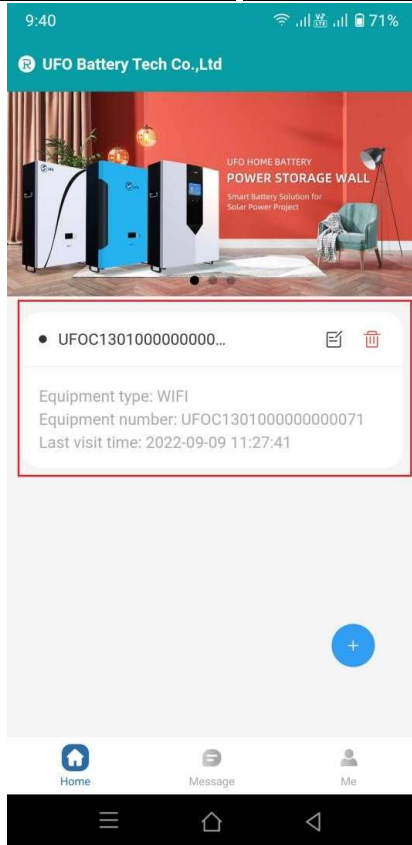 9:40
71%
R UFO Battery Tech Co.,Ltd
UFO HOME BATTERY
POWER STORAGE WALL
Smart Battery Solution for
Solar Power Project
UFOC1301000000000...
Equipment type: WIFI
Equipment number: UFOC1301000000000071
Last visit time: 2022-09-09 11:27:41
+
Home
Message
Me